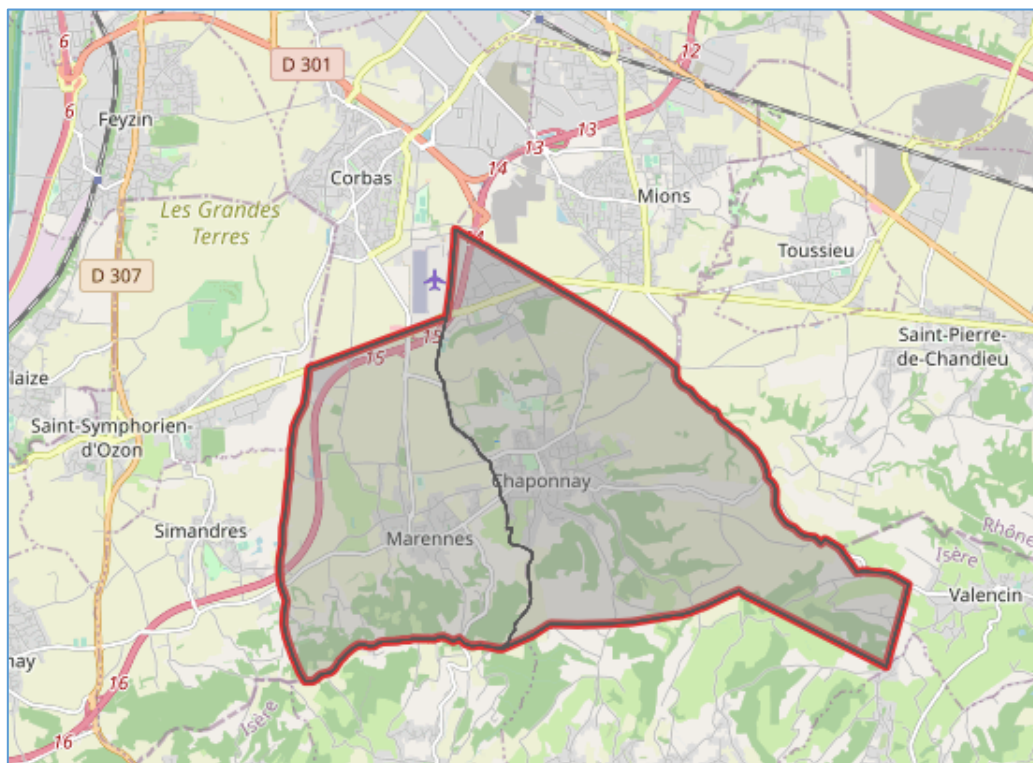 6
12
D 301
6
Feyzin
13
13
14
Corbas
Mions
Les Grandes
Terres
14
Toussieu
D 307
15
15
Saint-Pierre-
de-Chandieu
laize
Saint-Symphorien-
d'Ozon
Chaponnay
Simandres
Marennes
Rhône
Isère
Valencin
nay
16
Isère
16